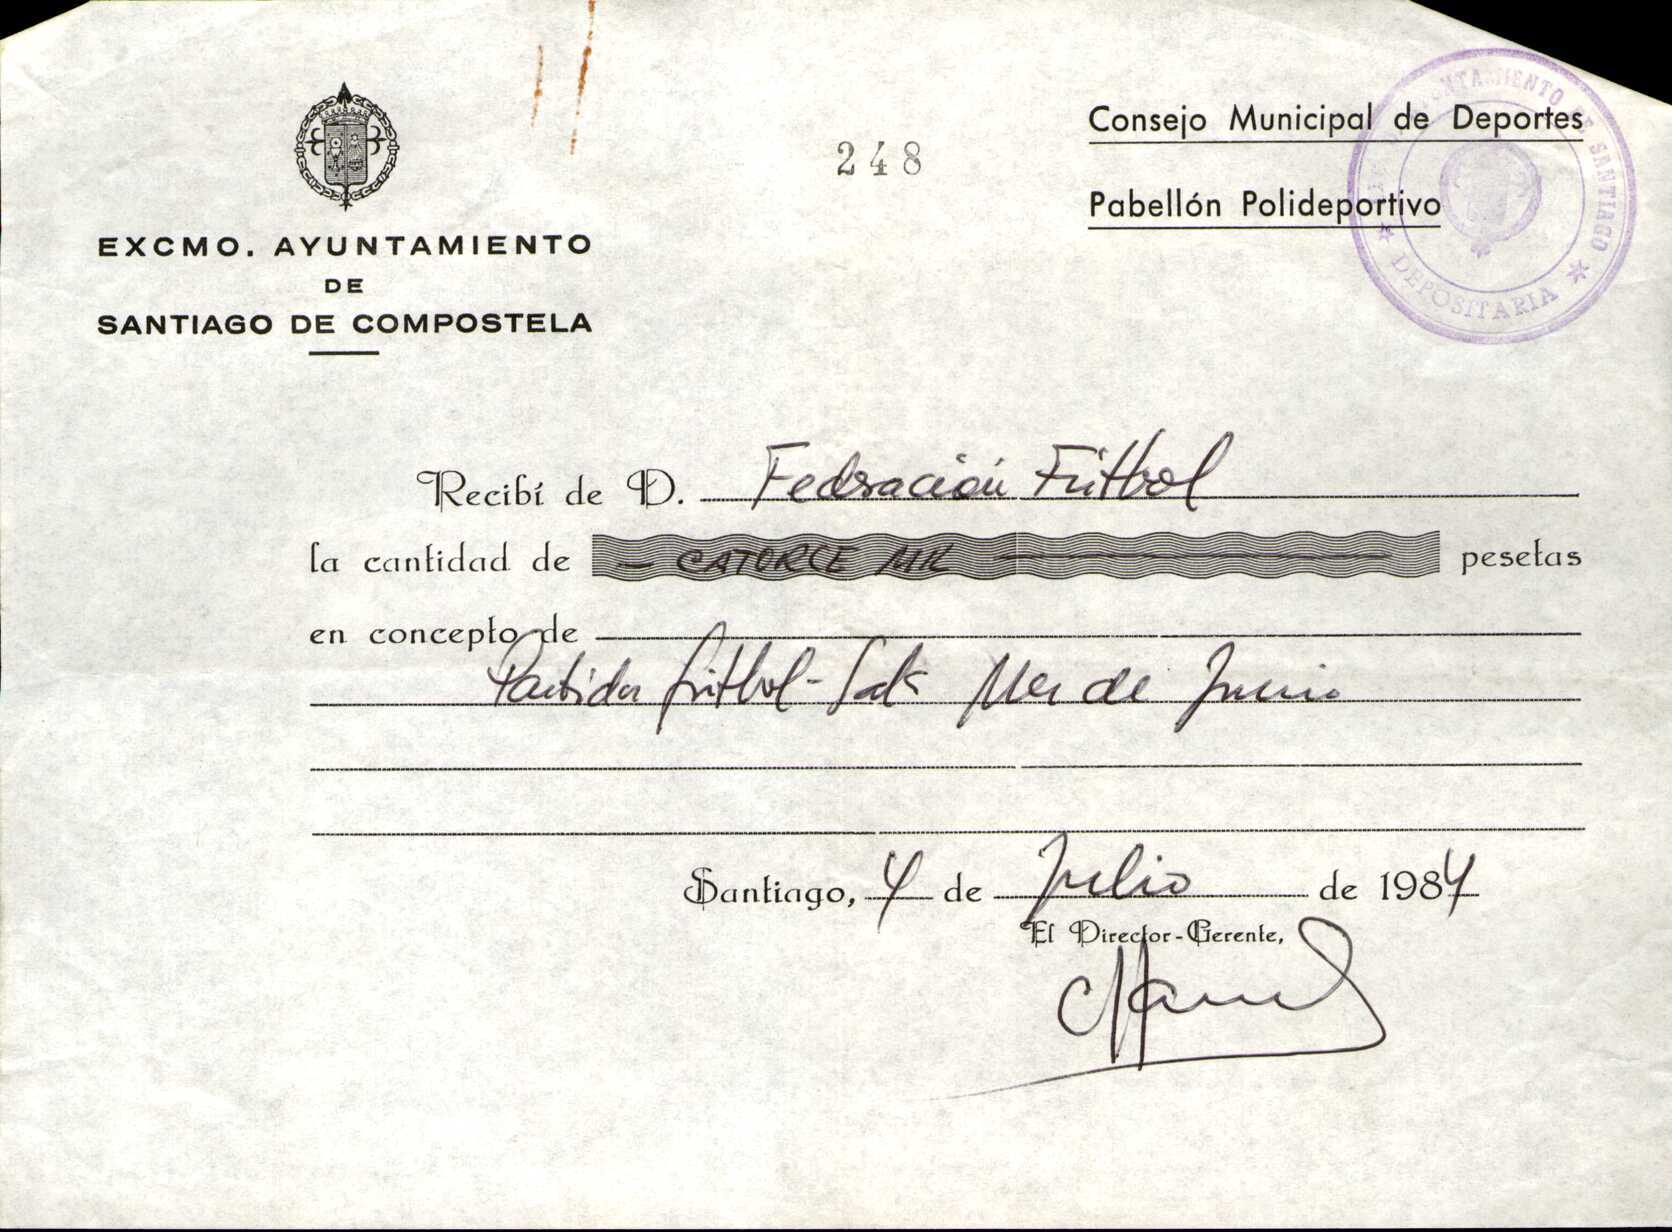 EXCMO. AYUNTAMIENTO
DE
SANTIAGO DE COMPOSTELA
248
Consejo Municipal de Deportes
Pabellón Polideportivo
AYUNTAMIENTO DE SANTIAGO
★ DEPOSITARIA ★
Recibí de D. Federación Fútbol
la cantidad de — CATORCE MIL — pesetas
en concepto de
Partidos fútbol-Sala Mes de Junio
Santiago, 4 de Julio de 1984
El Director-Gerente,